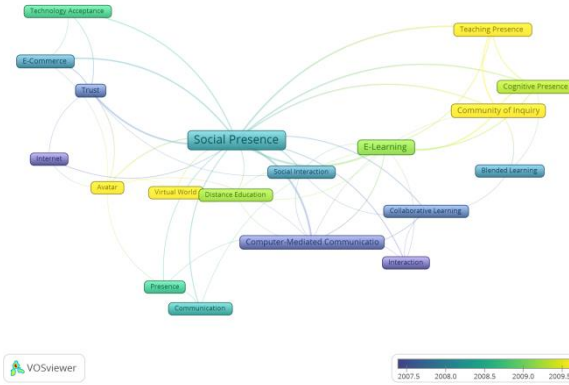 Technology Acceptance
Teaching Presence
E-Commerce
Trust
Cognitive Presence
Community of Inquiry
Social Presence
E-Learning
Internet
Social Interaction
Blended Learning
Avatar
Virtual World
Distance Education
Collaborative Learning
Computer-Mediated Communicatio
Interaction
Presence
Communication
VOSviewer
2007.5 2008.0 2008.5 2009.0 2009.5